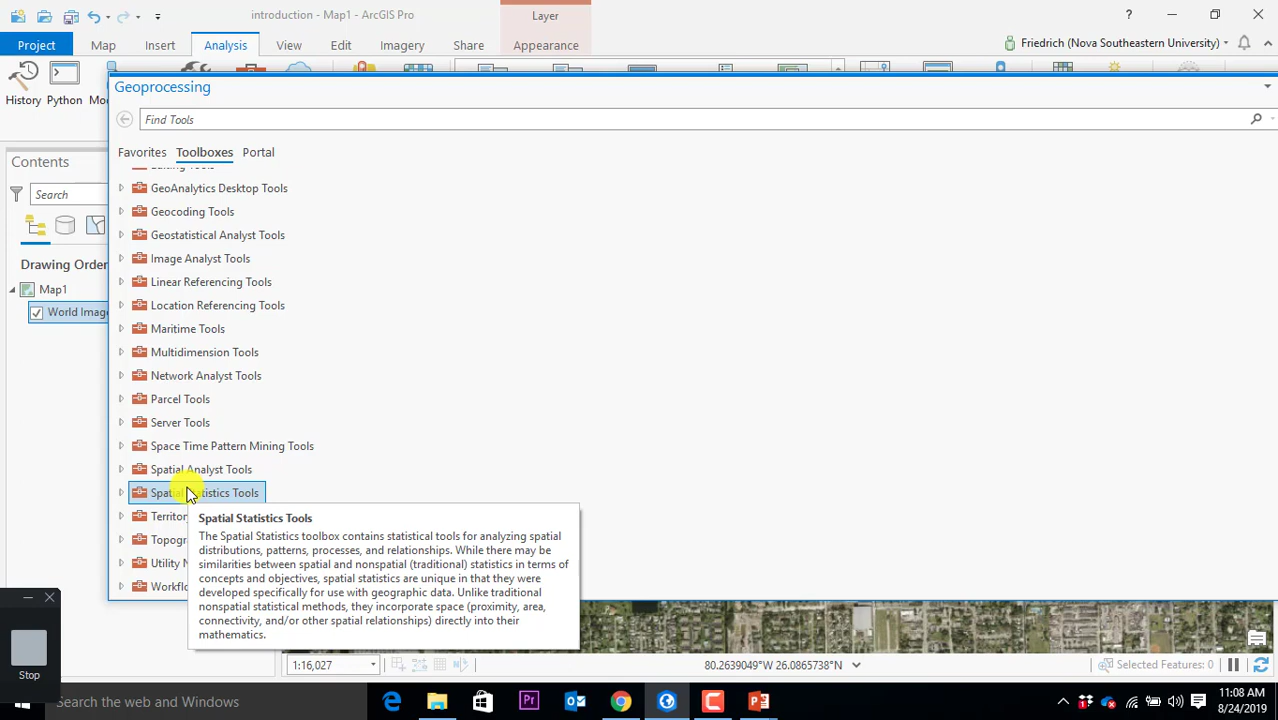 introduction - Map1 - ArcGIS Pro
Layer
?
Project
Map
Insert
Analysis
View
Edit
Imagery
Share
Appearance
Friedrich (Nova Southeastern University)
History
Python
Geoprocessing
Find Tools
Favorites
Toolboxes
Portal
Contents
Search
Drawing Order
Map1
World Imag
GeoAnalytics Desktop Tools
Geocoding Tools
Geostatistical Analyst Tools
Image Analyst Tools
Linear Referencing Tools
Location Referencing Tools
Maritime Tools
Multidimension Tools
Network Analyst Tools
Parcel Tools
Server Tools
Space Time Pattern Mining Tools
Spatial Analyst Tools
Spatial Statistics Tools
Territor
Topogr
Utility N
Workflo
Spatial Statistics Tools
The Spatial Statistics toolbox contains statistical tools for analyzing spatial
distributions, patterns, processes, and relationships. While there may be
similarities between spatial and nonspatial (traditional) statistics in terms of
concepts and objectives, spatial statistics are unique in that they were
developed specifically for use with geographic data. Unlike traditional
nonspatial statistical methods, they incorporate space (proximity, area,
connectivity, and/or other spatial relationships) directly into their
mathematics.
Stop
1:16,027
80.2639049°W 26.0865738°N
Selected Features: 0
Search the web and Windows
11:08 AM
8/24/2019